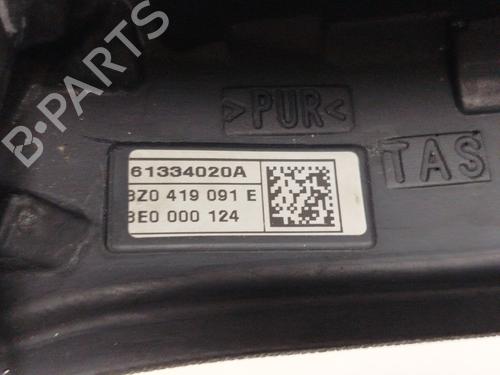 >PUR<
TAS
61334020A
8Z0 419 091 E
8E0 000 124
B-PARTS